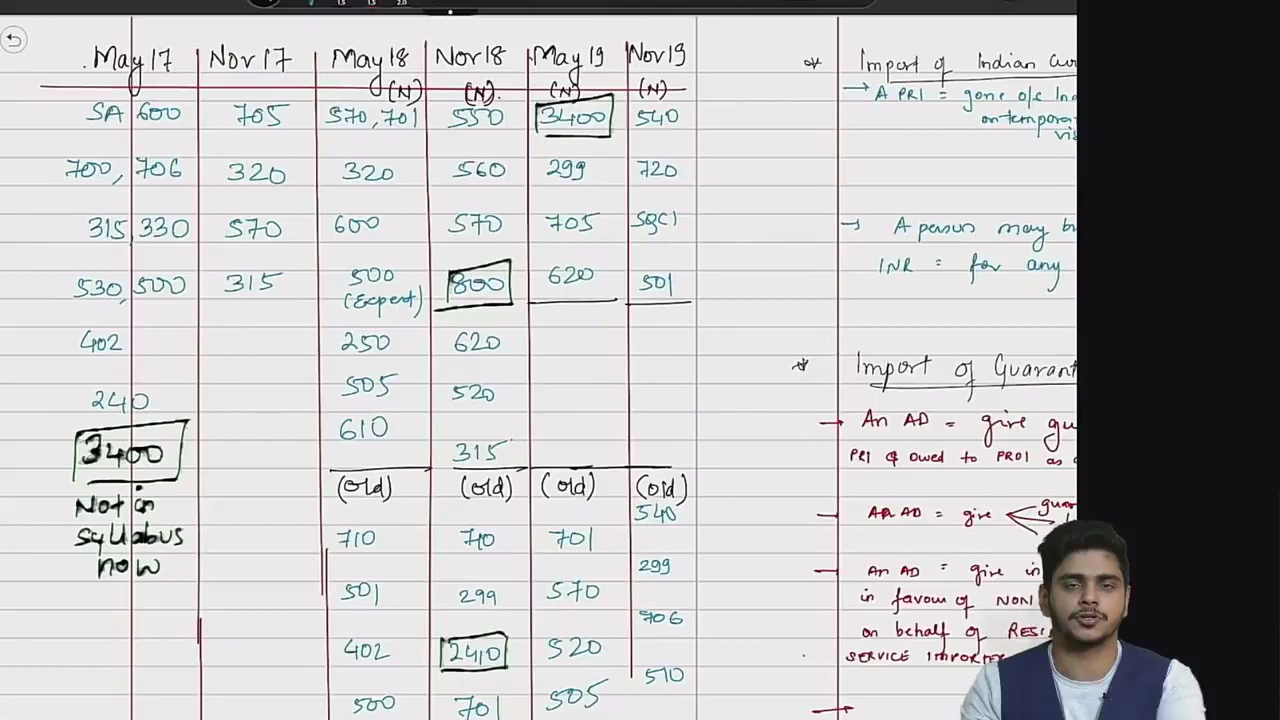 May 17 Nov 17 May 18 Nov 18 May 19 Nov 19
(N) (N). (N) (N)
SA 600 705 570, 701 550 3400 540
700, 706 320 320 560 299 720
315 330 570 600 570 705 SQC1
530, 500 315 500 800 620 501
(Expert)
402 250 620
240 505 520
3400 610 315
(Old) (Old) (Old) (Old)
Not in
syllabus
now
540
710 710 701
299
501 299 570
706
402 2410 520
510
500 701 505
Import of Indian Cur
A PRI = gone o/s Ind
on tempora
vis
A person may b
INR = for any
Import of Guarant
An AD = give gu
PRI & owed to PROI as
AD = give guar
An AD = give in
in favour of NON
on behalf of RESI
SERVICE IMPORTER